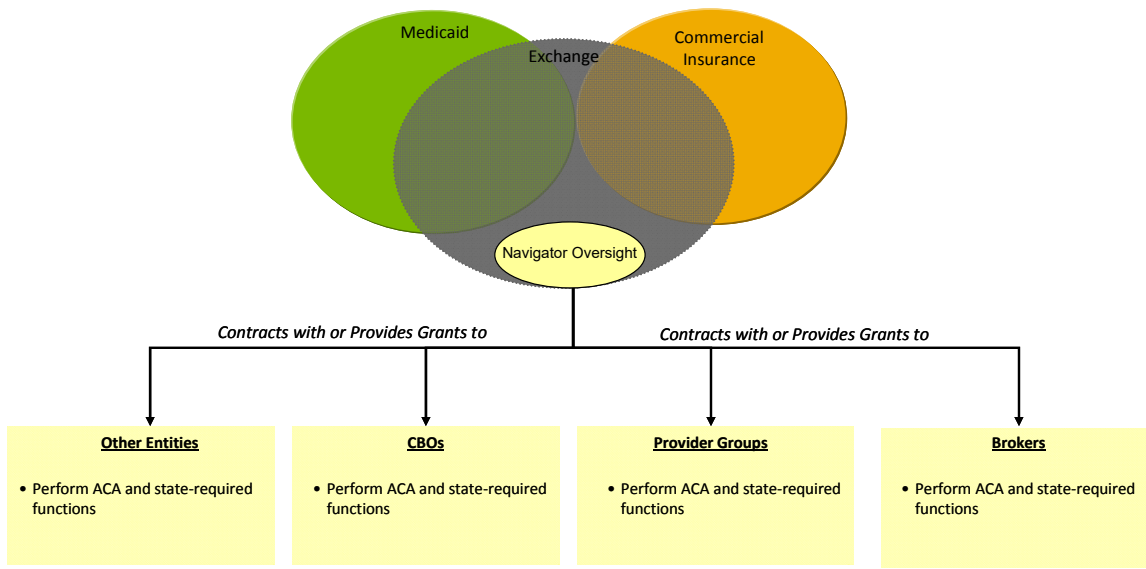 Medicaid
Commercial
Insurance
Exchange
Navigator Oversight
Contracts with or Provides Grants to
Contracts with or Provides Grants to
Other Entities
• Perform ACA and state-required
functions
CBOs
• Perform ACA and state-required
functions
Provider Groups
• Perform ACA and state-required
functions
Brokers
• Perform ACA and state-required
functions